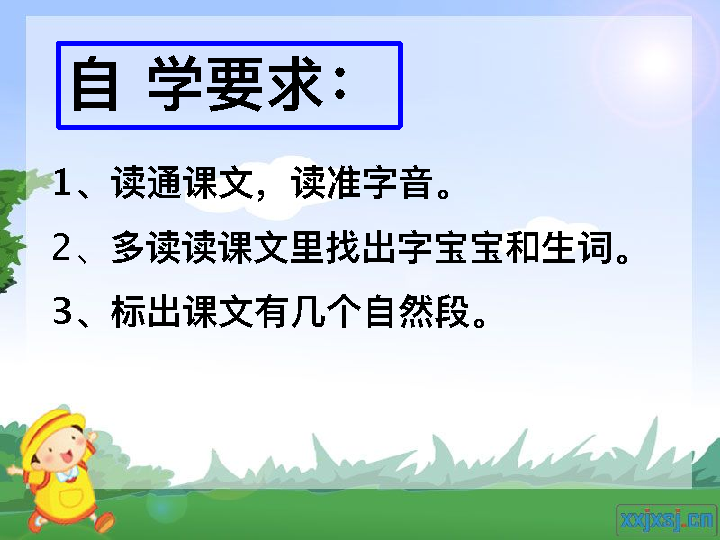 自 学要求：
1、读通课文，读准字音。
2、多读读课文里找出字宝宝和生词。
3、标出课文有几个自然段。
xxjxsj.cn